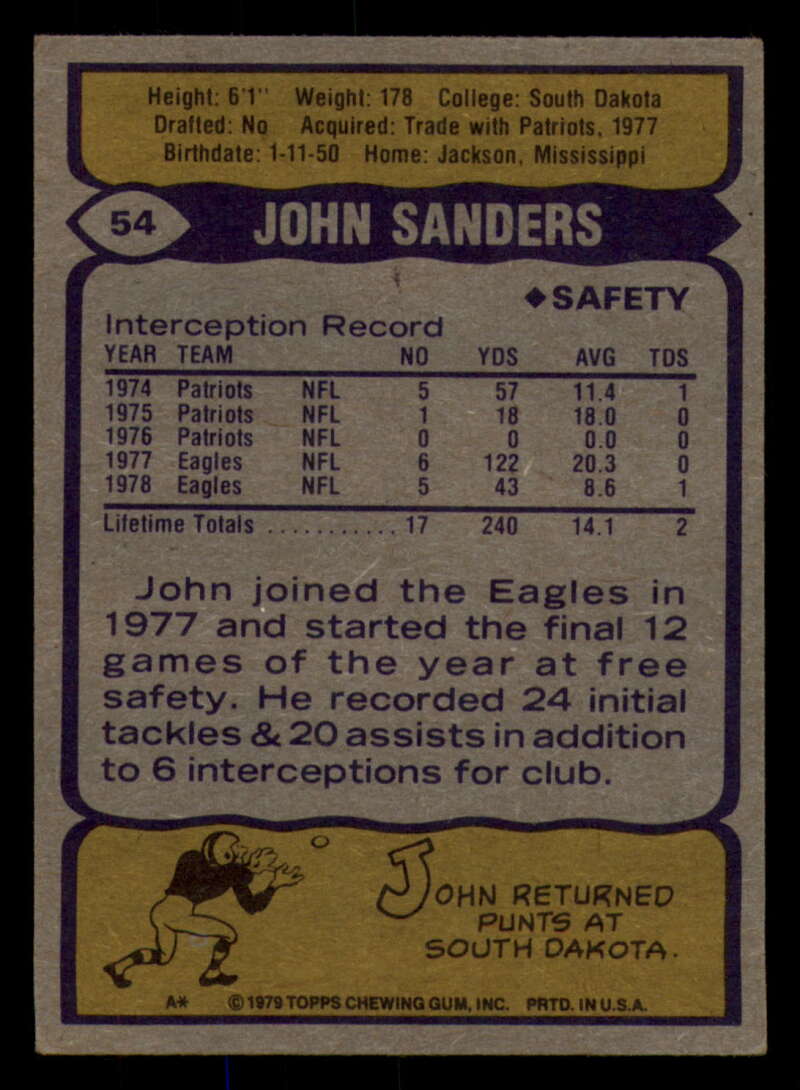 Height: 6'1" Weight: 178 College: South Dakota
Drafted: No Acquired: Trade with Patriots, 1977
Birthdate: 1-11-50 Home: Jackson, Mississippi
54 JOHN SANDERS
◆SAFETY
Interception Record
YEAR TEAM NO YDS AVG TDS
1974 Patriots NFL 5 57 11.4 1
1975 Patriots NFL 1 18 18.0 0
1976 Patriots NFL 0 0 0.0 0
1977 Eagles NFL 6 122 20.3 0
1978 Eagles NFL 5 43 8.6 1
Lifetime Totals ............ 17 240 14.1 2
John joined the Eagles in
1977 and started the final 12
games of the year at free
safety. He recorded 24 initial
tackles & 20 assists in addition
to 6 interceptions for club.
JOHN RETURNED
PUNTS AT
SOUTH DAKOTA.
A* © 1979 TOPPS CHEWING GUM, INC. PRTD. IN U.S.A.